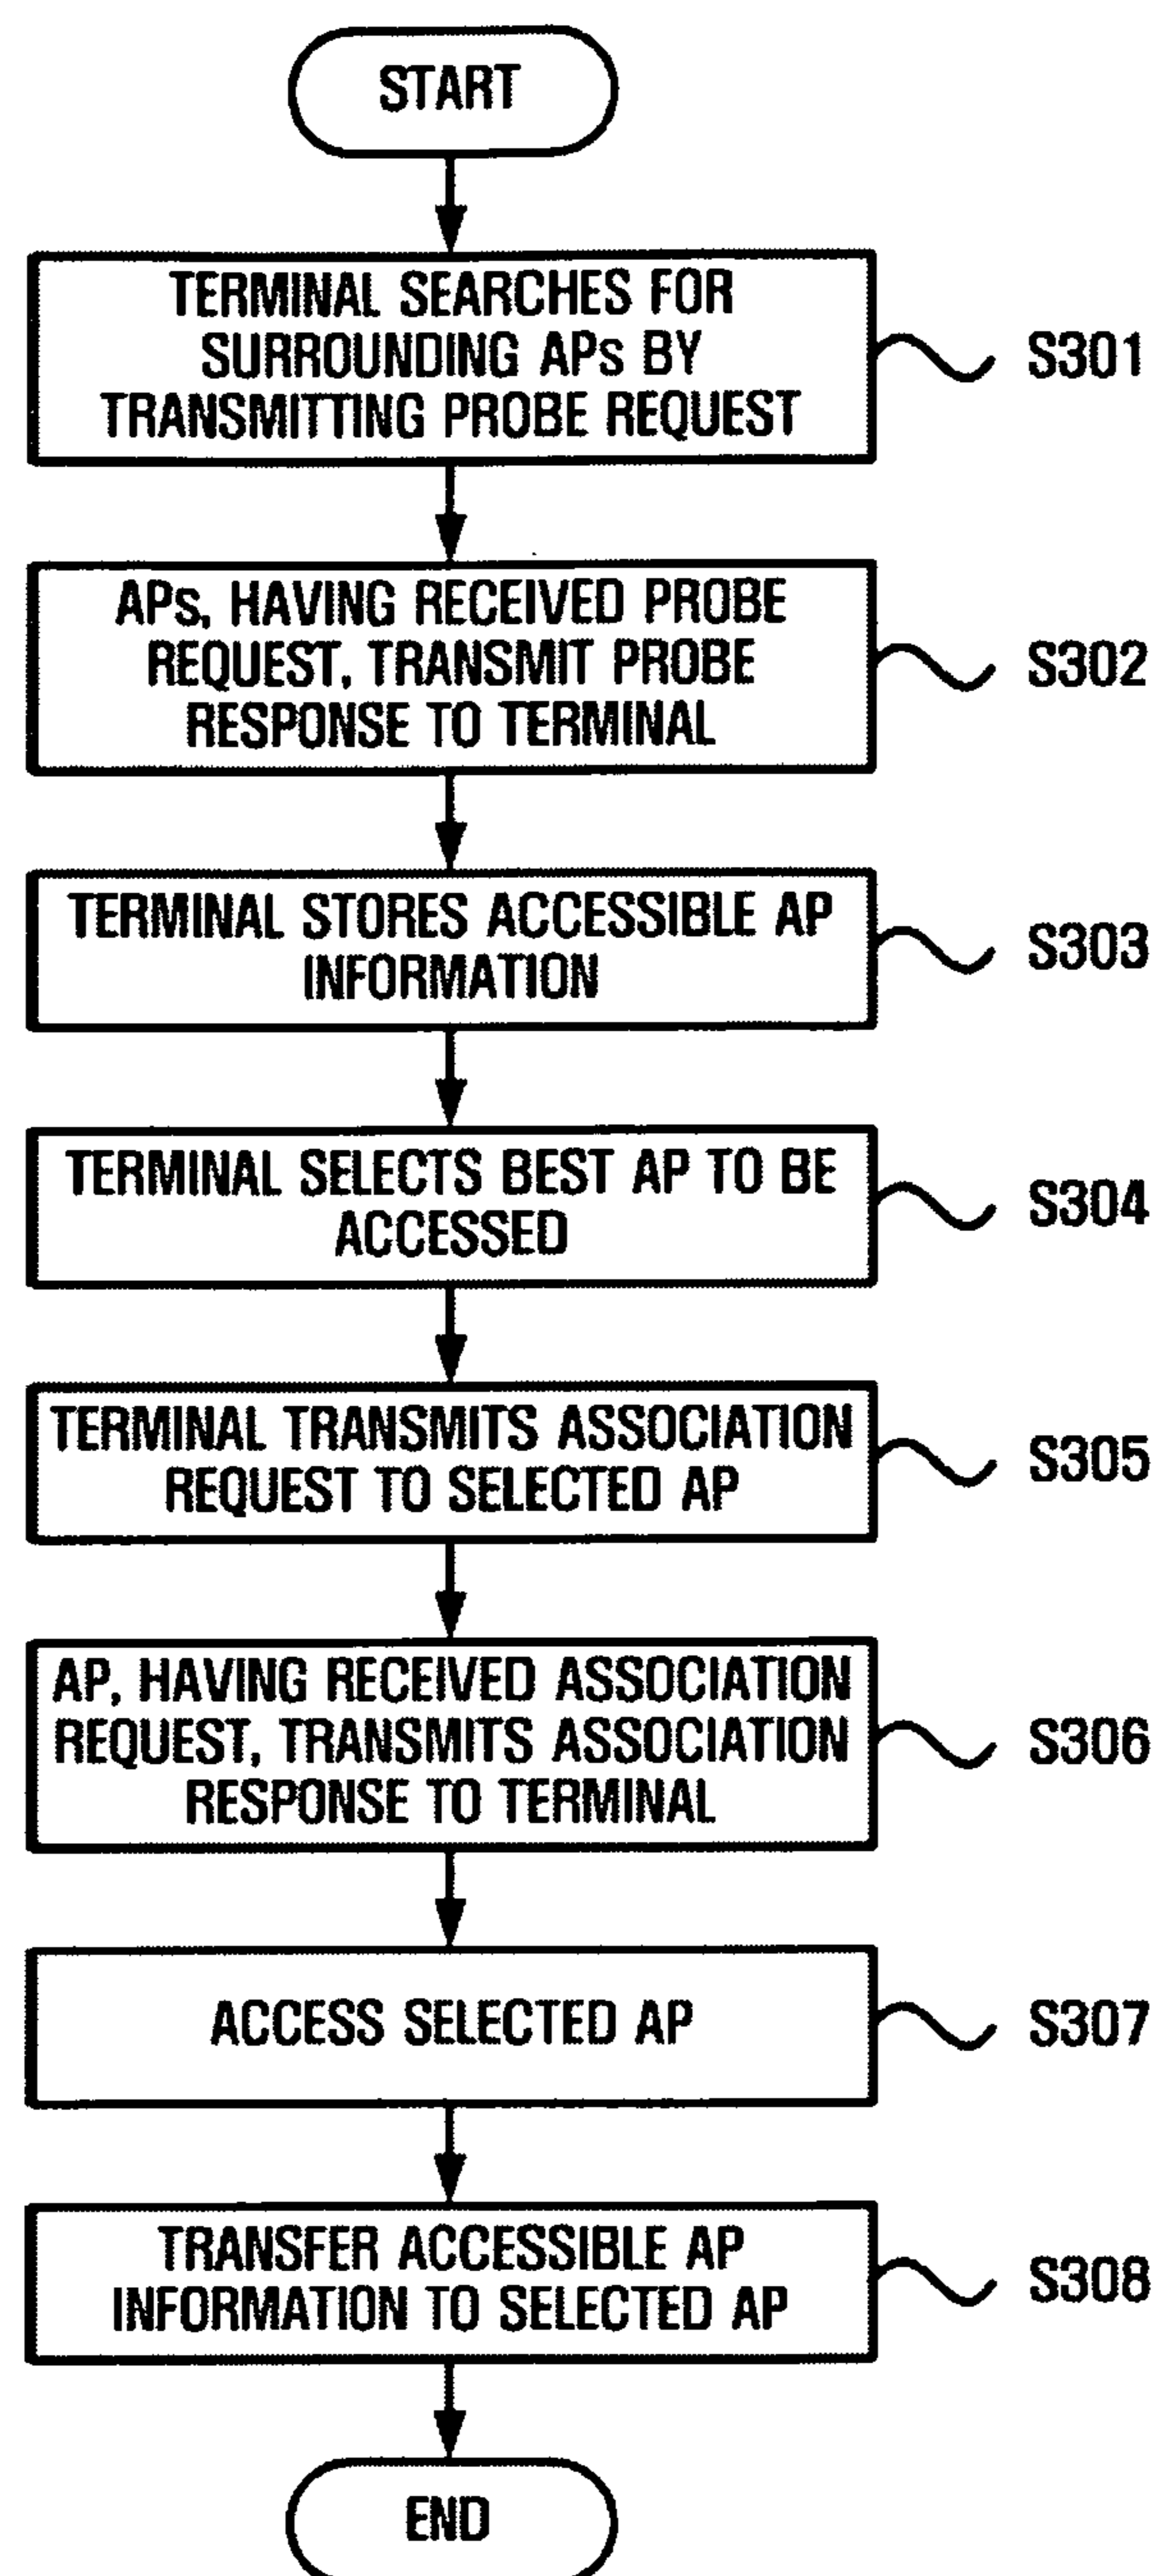 START
TERMINAL SEARCHES FOR
SURROUNDING APs BY
TRANSMITTING PROBE REQUEST
S301
APs, HAVING RECEIVED PROBE
REQUEST, TRANSMIT PROBE
RESPONSE TO TERMINAL
S302
TERMINAL STORES ACCESSIBLE AP
INFORMATION
S303
TERMINAL SELECTS BEST AP TO BE
ACCESSED
S304
TERMINAL TRANSMITS ASSOCIATION
REQUEST TO SELECTED AP
S305
AP, HAVING RECEIVED ASSOCIATION
REQUEST, TRANSMITS ASSOCIATION
RESPONSE TO TERMINAL
S306
ACCESS SELECTED AP
S307
TRANSFER ACCESSIBLE AP
INFORMATION TO SELECTED AP
S308
END